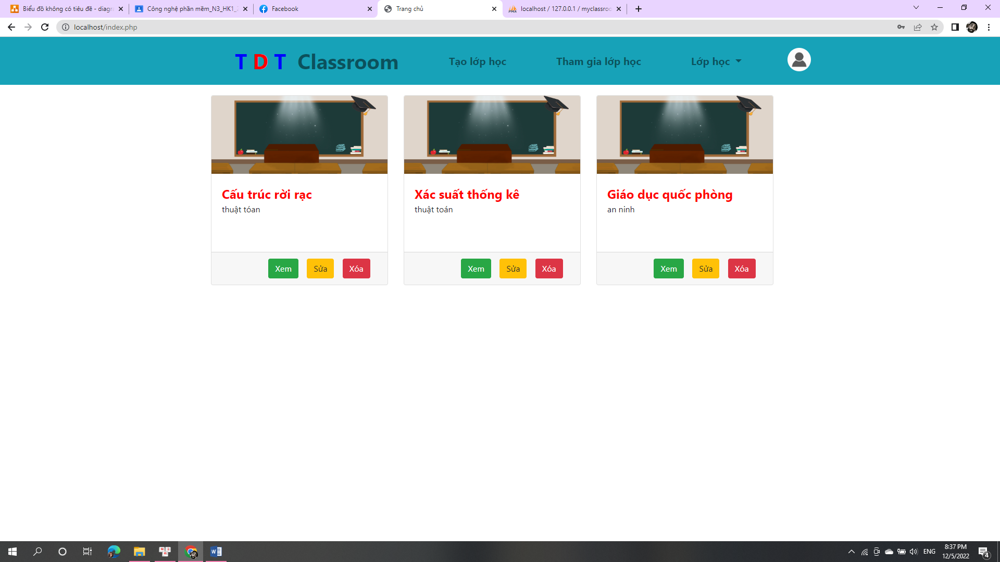 Biểu đồ không có tiêu đề - diagra
Công nghệ phần mềm_N3_HK1_2
Facebook
Trang chủ
localhost / 127.0.0.1 / myclassroo
localhost/index.php
T D T Classroom
Tạo lớp học
Tham gia lớp học
Lớp học
Cấu trúc rời rạc
thuật tóan
Xem Sửa Xóa
Xác suất thống kê
thuật toán
Xem Sửa Xóa
Giáo dục quốc phòng
an ninh
Xem Sửa Xóa
ENG
8:37 PM
12/5/2022
4